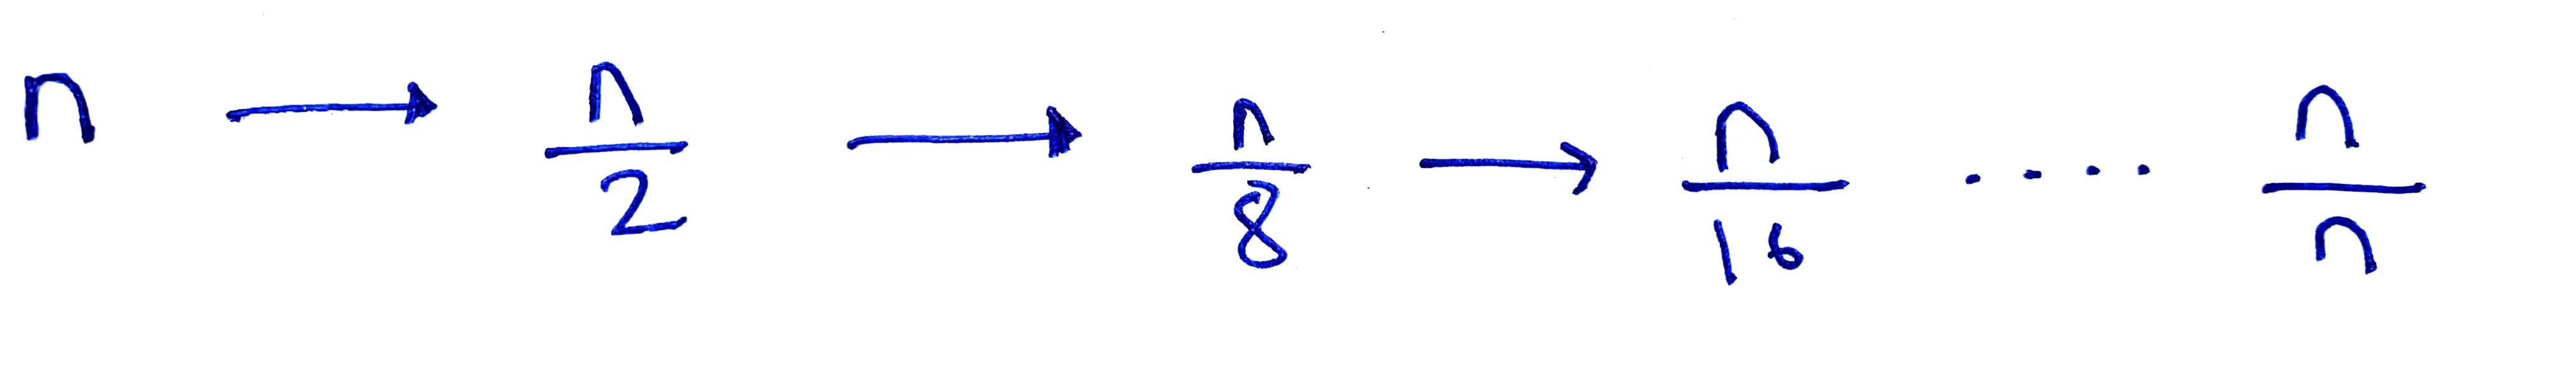 n → n/2 → n/8 → n/16 .... n/n